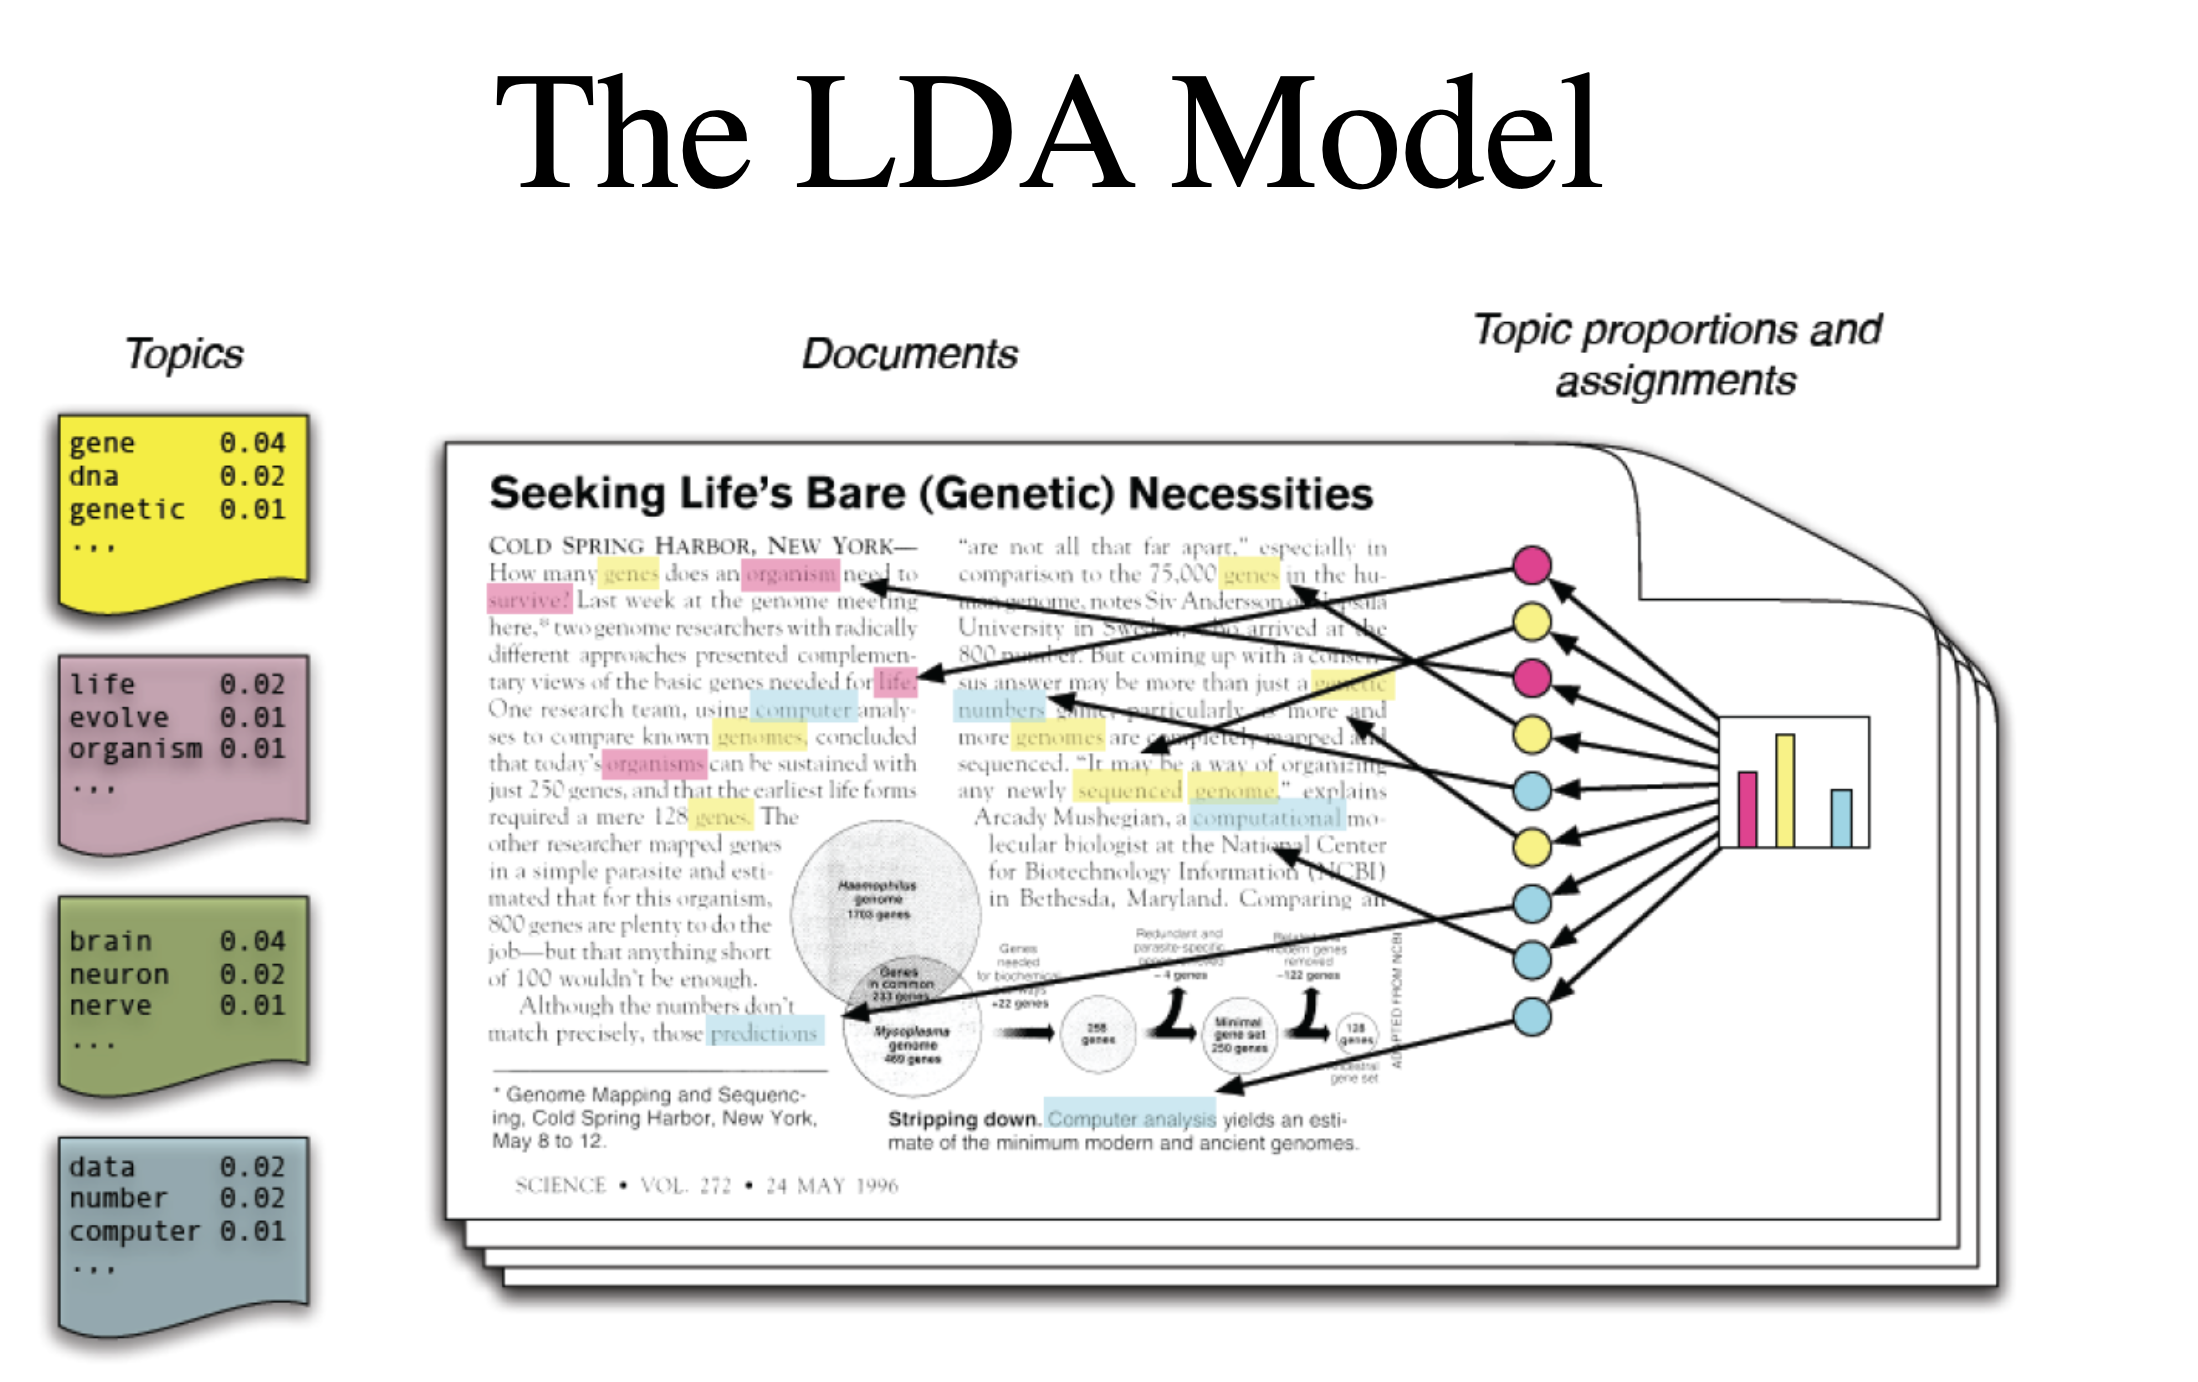 The LDA Model
Topics
Documents
Topic proportions and
assignments
gene 0.04
dna 0.02
genetic 0.01
...
life 0.02
evolve 0.01
organism 0.01
...
brain 0.04
neuron 0.02
nerve 0.01
...
data 0.02
number 0.02
computer 0.01
...
Seeking Life's Bare (Genetic) Necessities
COLD SPRING HARBOR, NEW YORK—
How many genes does an organism need to
survive? Last week at the genome meeting
here,* two genome researchers with radically
different approaches presented complemen-
tary views of the basic genes needed for life.
One research team, using computer analy-
ses to compare known genomes, concluded
that today's organisms can be sustained with
just 250 genes, and that the earliest life forms
required a mere 128 genes. The
other researcher mapped genes
in a simple parasite and esti-
mated that for this organism,
800 genes are plenty to do the
job—but that anything short
of 100 wouldn't be enough.
Although the numbers don't
match precisely, those predictions
* Genome Mapping and Sequenc-
ing, Cold Spring Harbor, New York,
May 8 to 12.
"are not all that far apart," especially in
comparison to the 75,000 genes in the hu-
man genome, notes Siv Andersson of Uppsala
University in Sweden, who arrived at the
800 number. But coming up with a consen-
sus answer may be more than just a genetic
numbers game, particularly as more and
more genomes are completely mapped and
sequenced. "It may be a way of organizing
any newly sequenced genome," explains
Arcady Mushegian, a computational mo-
lecular biologist at the National Center
for Biotechnology Information (NCBI)
in Bethesda, Maryland. Comparing an
Haemophilus
genome
1703 genes
Genes
in common
233 genes
Mycoplasma
genome
469 genes
Genes
needed
for biochemical
+22 genes
256
genes
Redundant and
parasite-specific
– 4 genes
Minimal
gene set
250 genes
genes
removed
–122 genes
128
genes
gene set
ADAPTED FROM NCBI
Stripping down. Computer analysis yields an esti-
mate of the minimum modern and ancient genomes.
SCIENCE • VOL. 272 • 24 MAY 1996